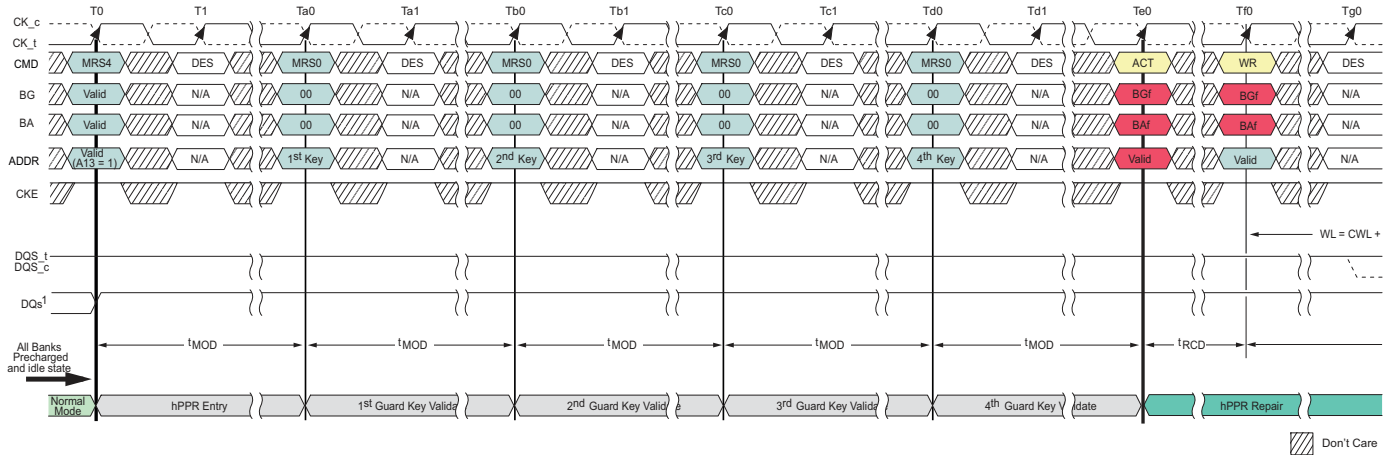 T0 T1 Ta0 Ta1 Tb0 Tb1 Tc0 Tc1 Td0 Td1 Te0 Tf0 Tg0
CK_c
CK_t
CMD MRS4 DES MRS0 DES MRS0 DES MRS0 DES MRS0 DES ACT WR DES
BG Valid N/A 00 N/A 00 N/A 00 N/A 00 N/A BGf BGf N/A
BA Valid N/A 00 N/A 00 N/A 00 N/A 00 N/A BAf BAf N/A
ADDR Valid (A13 = 1) N/A 1st Key N/A 2nd Key N/A 3rd Key N/A 4th Key N/A Valid Valid N/A
CKE
WL = CWL +
DQS_t
DQS_c
DQs1
tMOD tMOD tMOD tMOD tMOD tRCD
All Banks
Precharged
and idle state
Normal Mode hPPR Entry 1st Guard Key Valida 2nd Guard Key Valid e 3rd Guard Key Valida 4th Guard Key V idate hPPR Repair
Don't Care